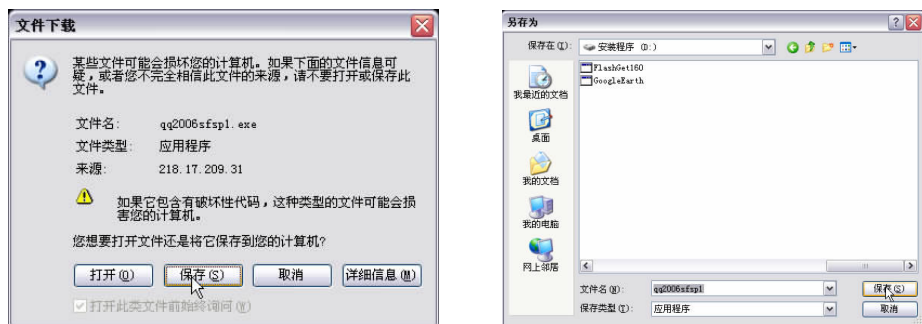 文件下载
某些文件可能会损坏您的计算机。如果下面的文件信息可
疑，或者您不完全相信此文件的来源，请不要打开或保存此
文件。
文件名: qq2006sfsp1.exe
文件类型: 应用程序
来源: 218.17.209.31
如果它包含有破坏性代码，这种类型的文件可能会损
害您的计算机。
您想要打开文件还是将它保存到您的计算机?
打开(O) 保存(S) 取消 详细信息(M)
打开此类文件前始终询问(W)
另存为
保存在(I): 安装程序 (D:)
FlashGet160
GoogleEarth
我最近的文档
桌面
我的文档
我的电脑
网上邻居
文件名(N): qq2006sfsp1 保存(S)
保存类型(T): 应用程序 取消